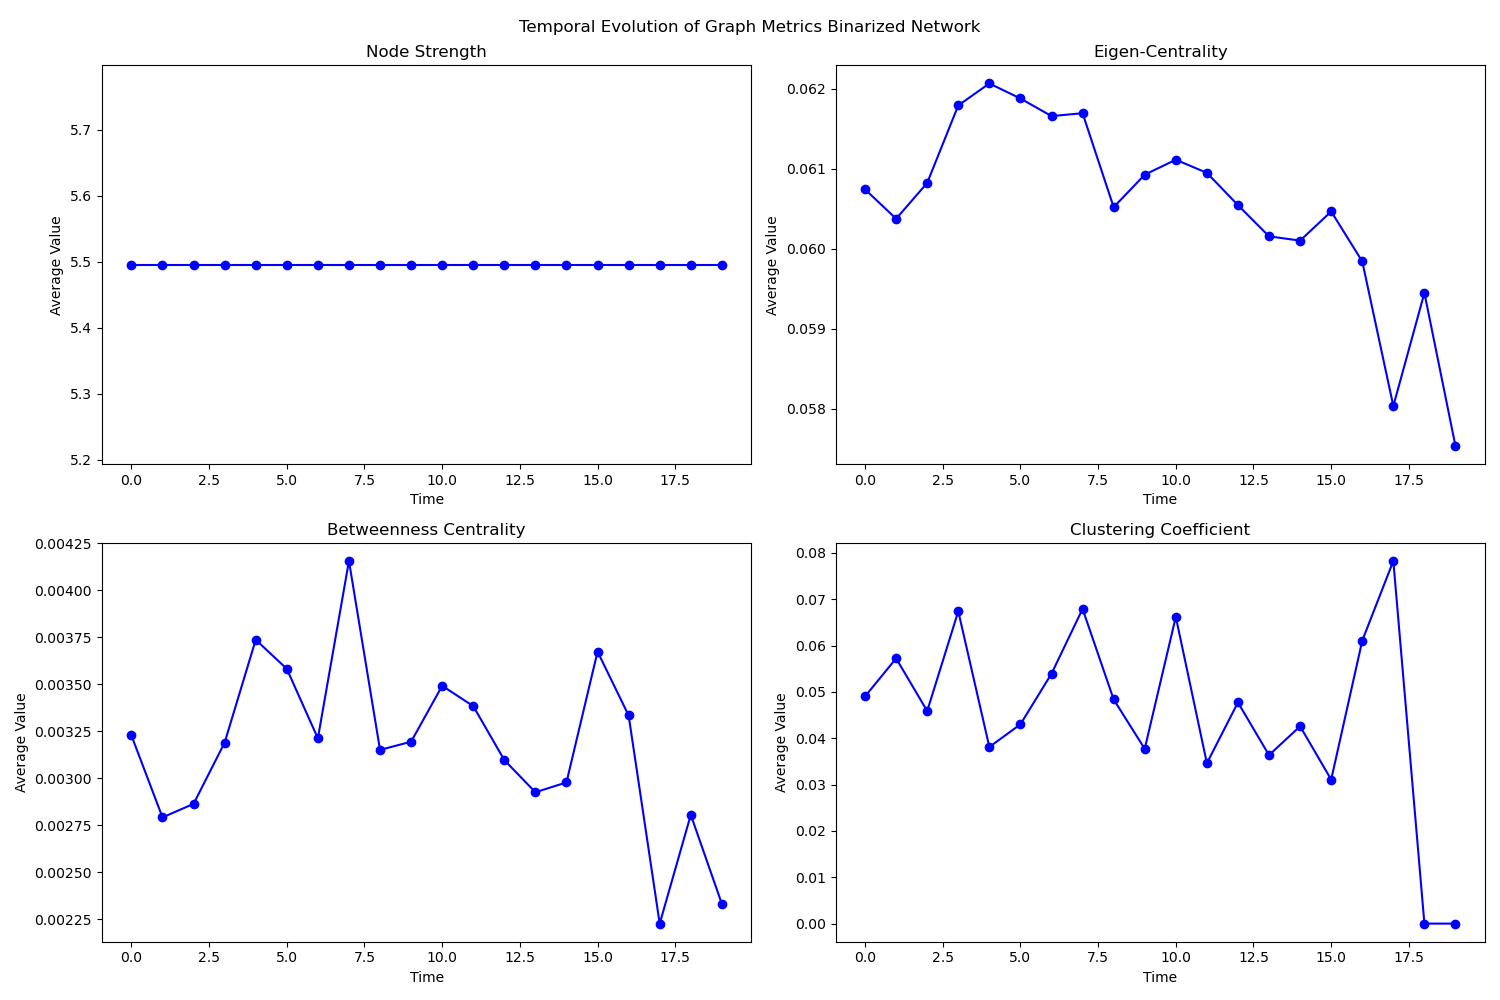 Temporal Evolution of Graph Metrics Binarized Network
Node Strength
Average Value
5.7
5.6
5.5
5.4
5.3
5.2
0.0 2.5 5.0 7.5 10.0 12.5 15.0 17.5
Time
Eigen-Centrality
Average Value
0.062
0.061
0.060
0.059
0.058
0.0 2.5 5.0 7.5 10.0 12.5 15.0 17.5
Time
Betweenness Centrality
Average Value
0.00425
0.00400
0.00375
0.00350
0.00325
0.00300
0.00275
0.00250
0.00225
0.0 2.5 5.0 7.5 10.0 12.5 15.0 17.5
Time
Clustering Coefficient
Average Value
0.08
0.07
0.06
0.05
0.04
0.03
0.02
0.01
0.00
0.0 2.5 5.0 7.5 10.0 12.5 15.0 17.5
Time